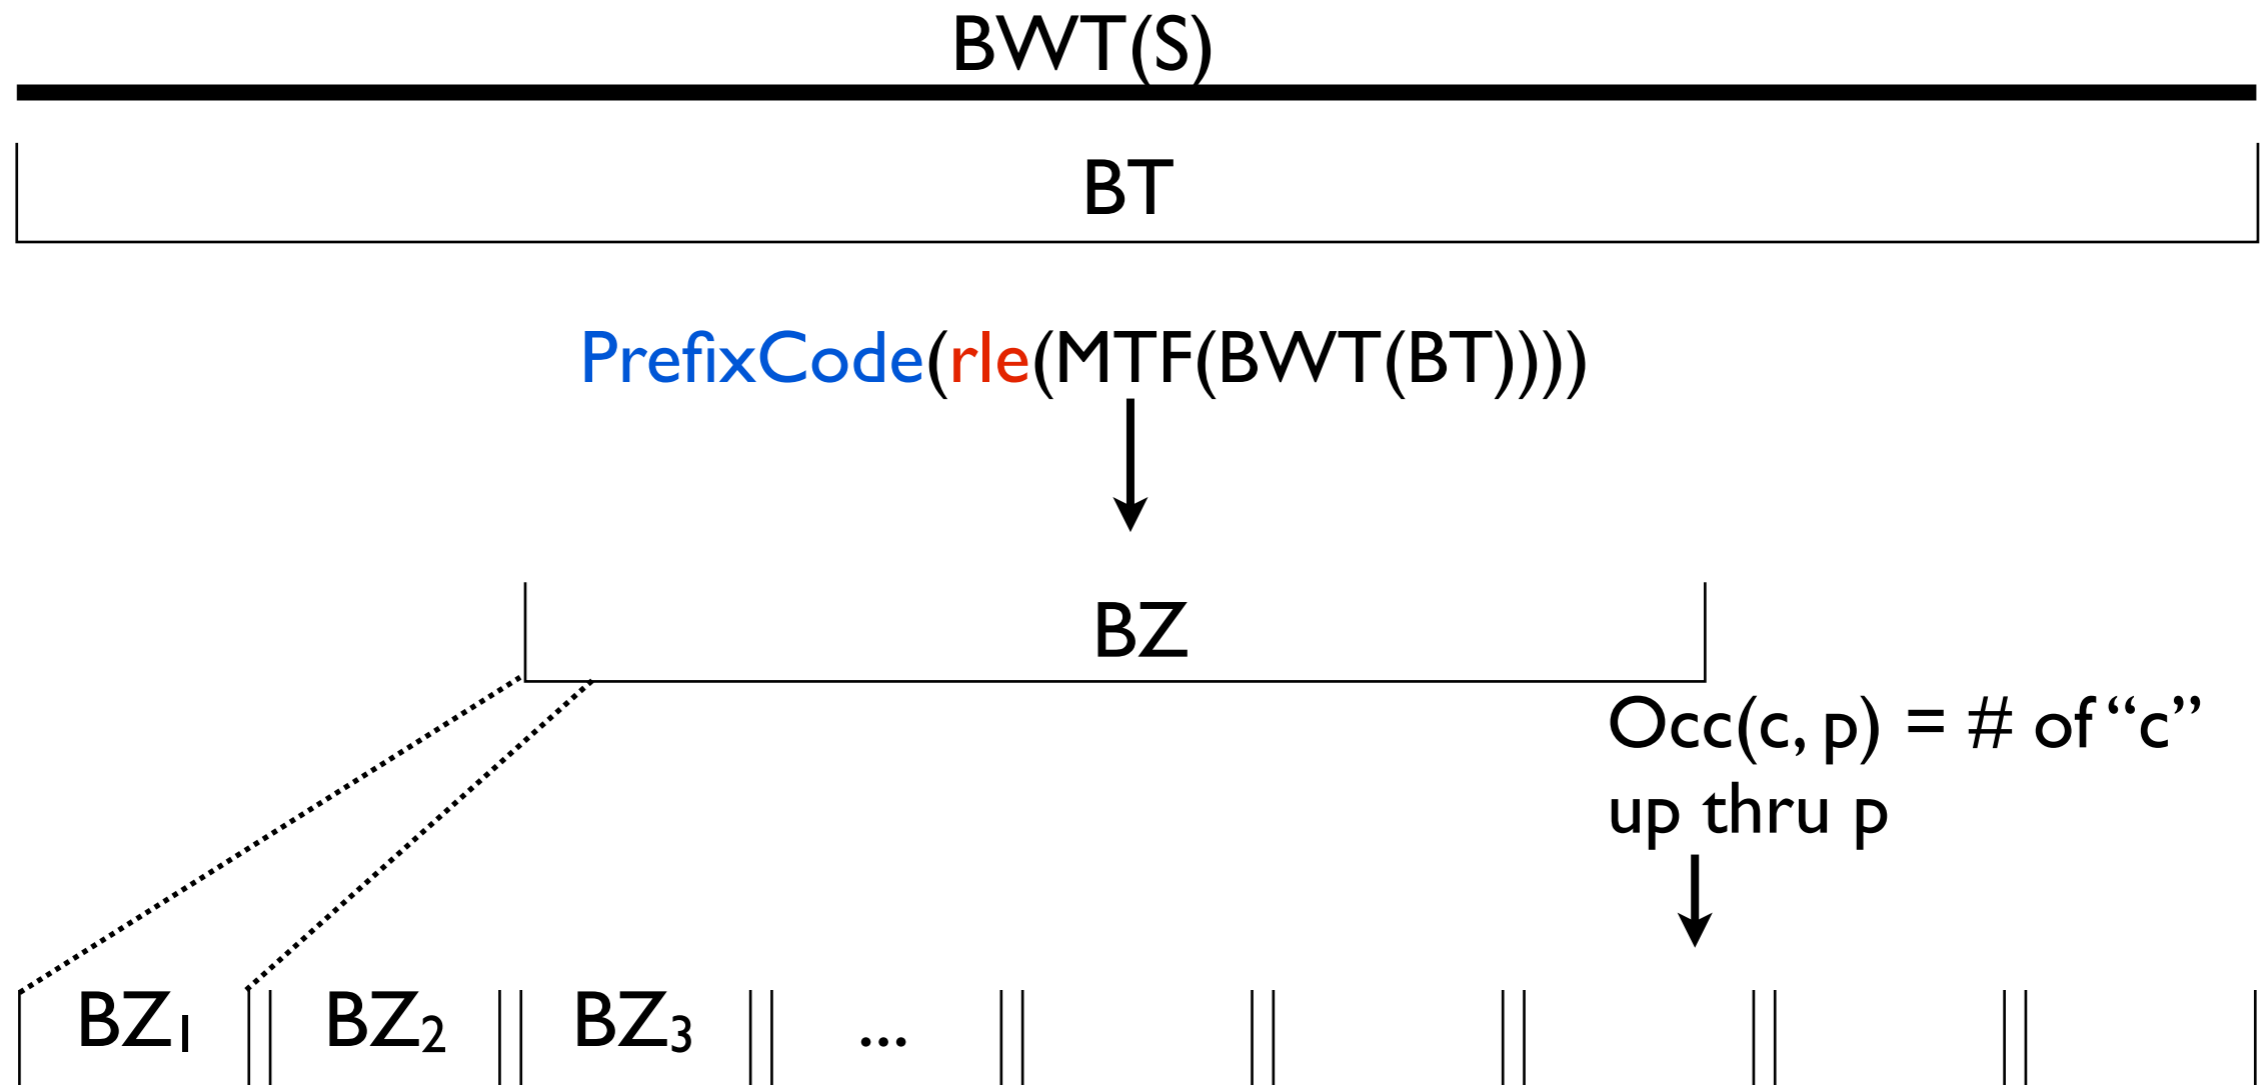 BWT(S)
BT
PrefixCode(rle(MTF(BWT(BT))))
BZ
Occ(c, p) = # of “c”
up thru p
BZ₁ BZ₂ BZ₃ ...